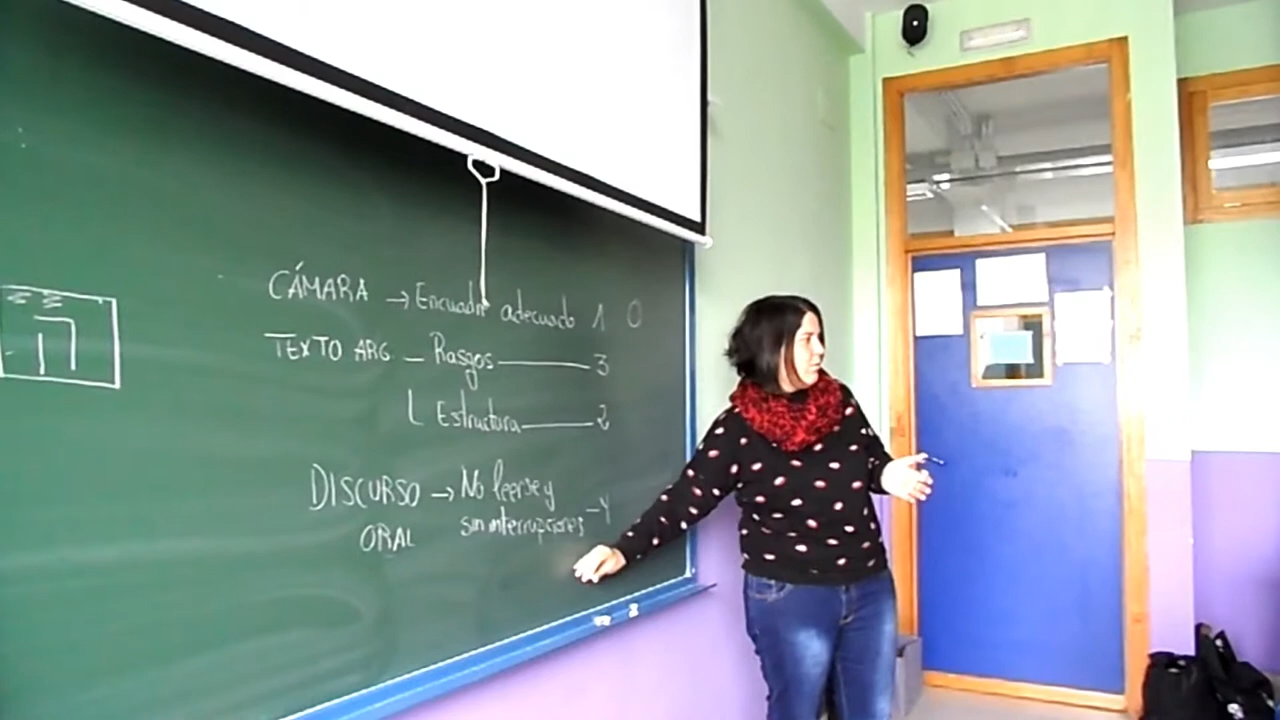 CÁMARA → Encuadre adecuado 1 0
TEXTO ARG — Rasgos — 3
L Estructura — 2
DISCURSO → No leerse y
ORAL sin interrupciones – 4